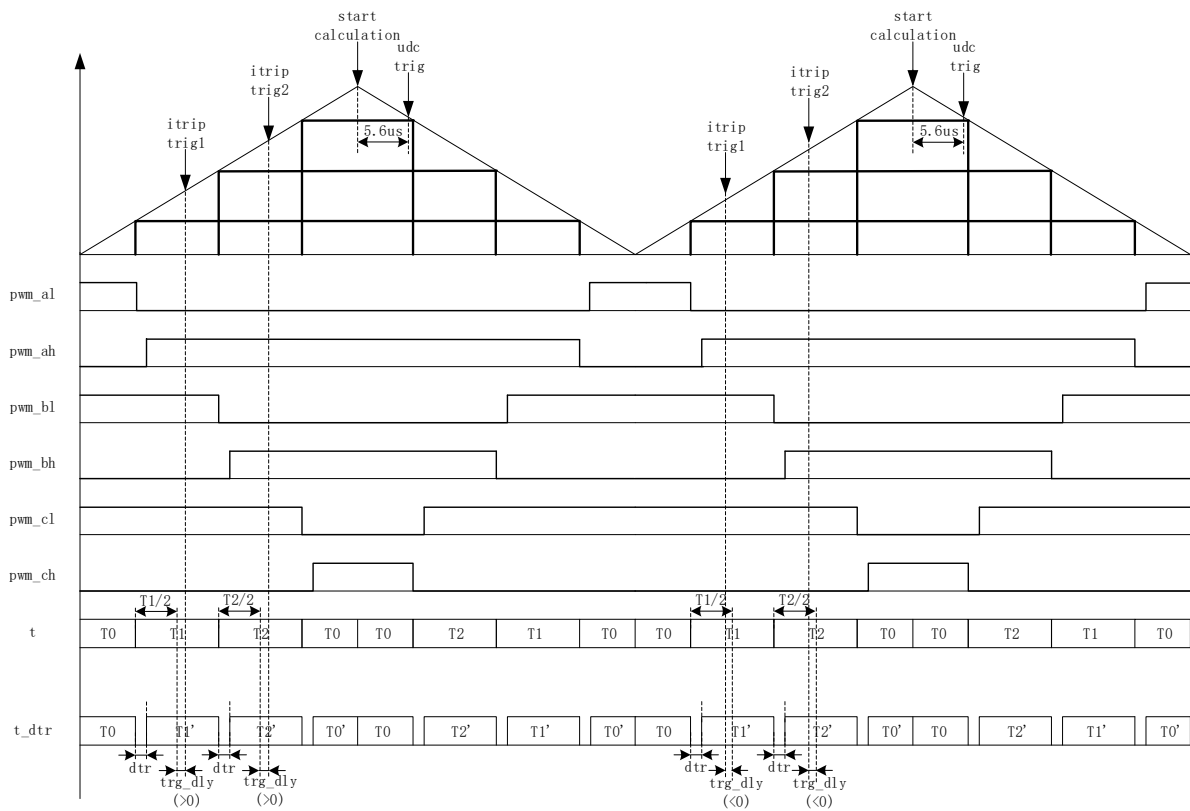 start
calculation
udc
trig
itrip
trig2
itrip
trig1
5.6us
start
calculation
udc
trig
itrip
trig2
itrip
trig1
5.6us
pwm_al
pwm_ah
pwm_bl
pwm_bh
pwm_cl
pwm_ch
T1/2 T2/2 T1/2 T2/2
t T0 T1 T2 T0 T0 T2 T1 T0 T0 T1 T2 T0 T0 T2 T1 T0
t_dtr T0 T1' T2' T0' T0 T2' T1' T0' T0 T1' T2' T0' T0 T2' T1' T0'
dtr dtr dtr dtr
trg_dly trg_dly trg_dly trg_dly
(>0) (>0) (<0) (<0)